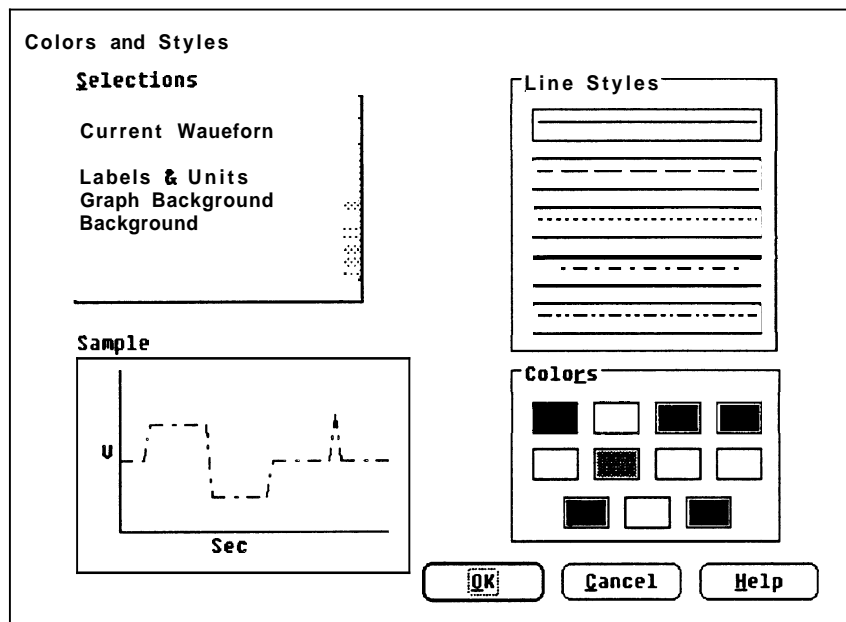 Colors and Styles
Selections
Current Waueforn
Labels & Units
Graph Background
Background
Line Styles
Sample
V
Sec
Colors
OK
Cancel
Help